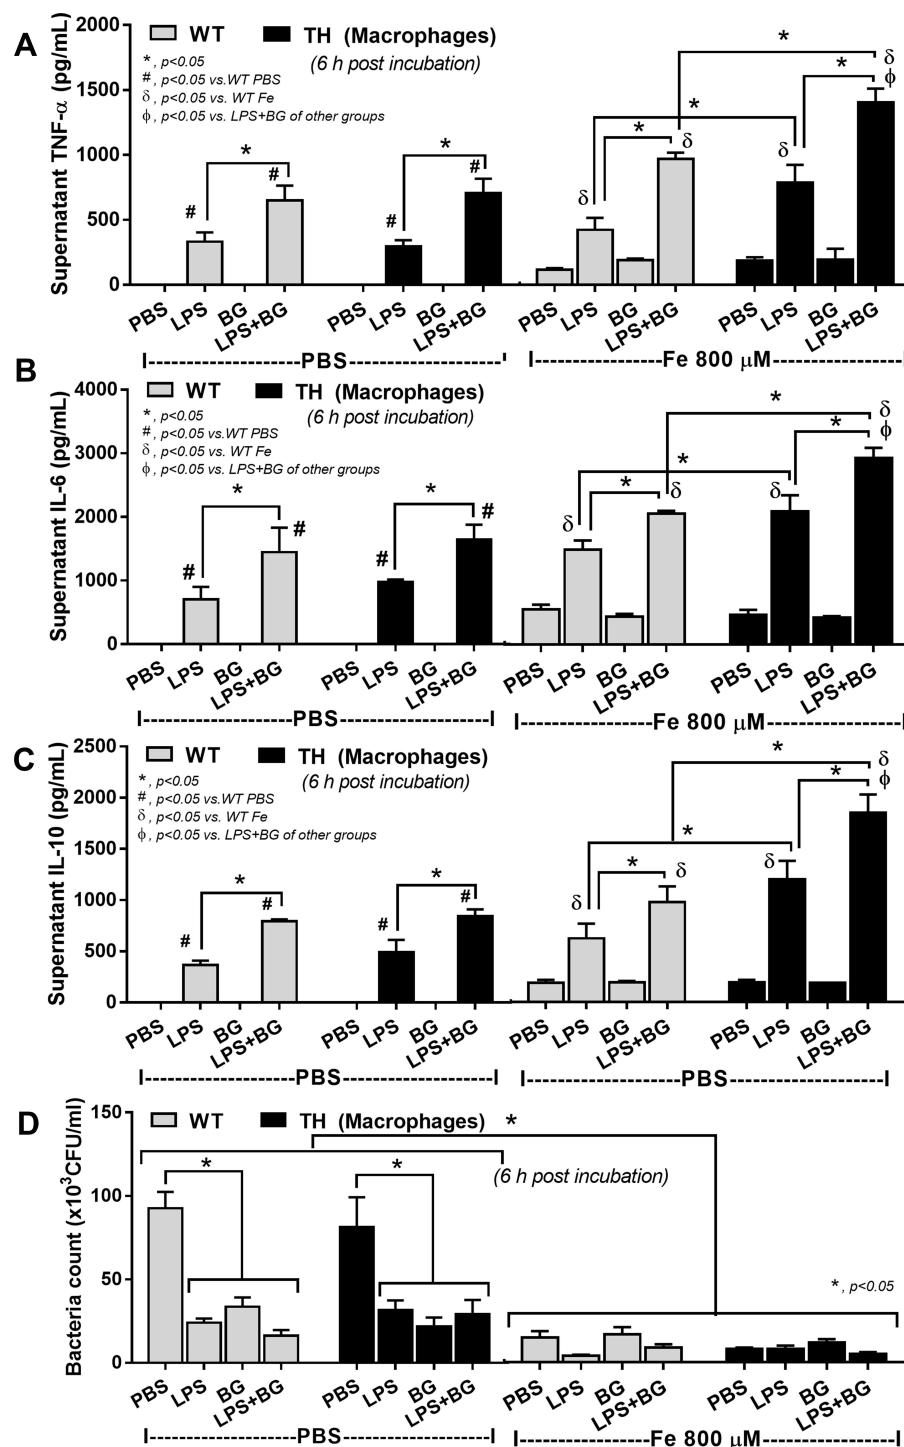 A
Supernatant TNF-α (pg/mL)
2000
1500
1000
500
0
WT TH (Macrophages)
*, p<0.05 (6 h post incubation)
#, p<0.05 vs.WT PBS
δ, p<0.05 vs. WT Fe
ϕ, p<0.05 vs. LPS+BG of other groups
# * # # * # δ * * δ δ * * δ ϕ
PBS LPS BG LPS+BG PBS LPS BG LPS+BG PBS LPS BG LPS+BG PBS LPS BG LPS+BG
PBS Fe 800 μM
B
Supernatant IL-6 (pg/mL)
4000
3000
2000
1000
0
WT TH (Macrophages)
*, p<0.05 (6 h post incubation)
#, p<0.05 vs.WT PBS
δ, p<0.05 vs. WT Fe
ϕ, p<0.05 vs. LPS+BG of other groups
# * # # * # δ * δ * δ * * δ ϕ
PBS LPS BG LPS+BG PBS LPS BG LPS+BG PBS LPS BG LPS+BG PBS LPS BG LPS+BG
PBS Fe 800 μM
C
Supernatant IL-10 (pg/mL)
2500
2000
1500
1000
500
0
WT TH (Macrophages)
*, p<0.05 (6 h post incubation)
#, p<0.05 vs.WT PBS
δ, p<0.05 vs. WT Fe
ϕ, p<0.05 vs. LPS+BG of other groups
# * # # * # δ * δ * δ * * δ ϕ
PBS LPS BG LPS+BG PBS LPS BG LPS+BG PBS LPS BG LPS+BG PBS LPS BG LPS+BG
PBS PBS
D
Bacteria count (x10³CFU/ml)
150
100
50
0
WT TH (Macrophages) *
* * (6 h post incubation)
*, p<0.05
PBS LPS BG LPS+BG PBS LPS BG LPS+BG PBS LPS BG LPS+BG PBS LPS BG LPS+BG
PBS Fe 800 μM